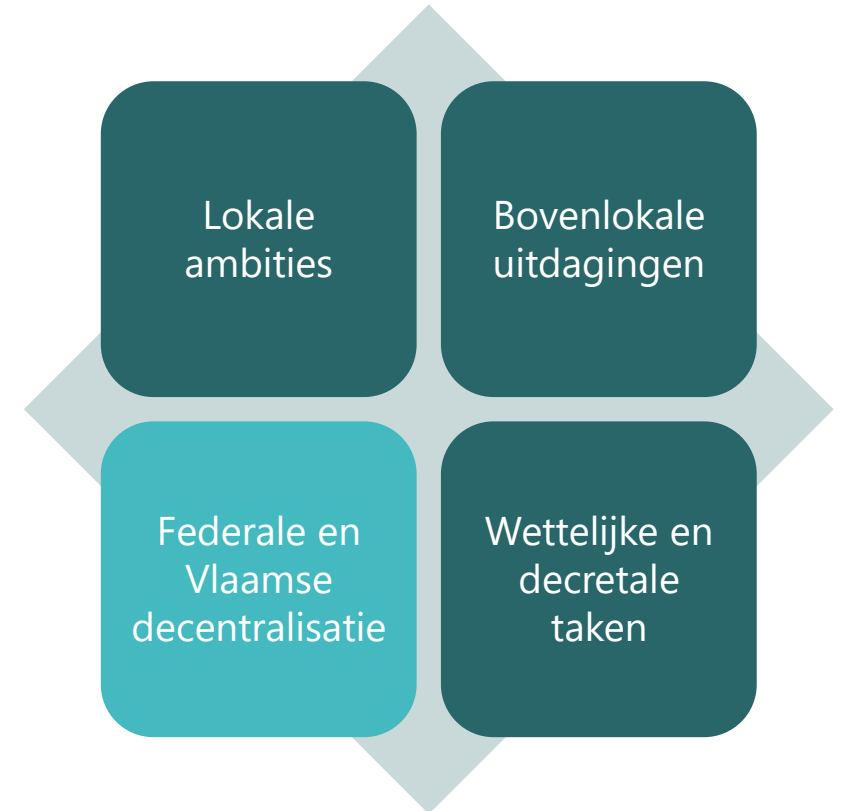 Lokale
ambities
Bovenlokale
uitdagingen
Federale en
Vlaamse
decentralisatie
Wettelijke en
decretale
taken